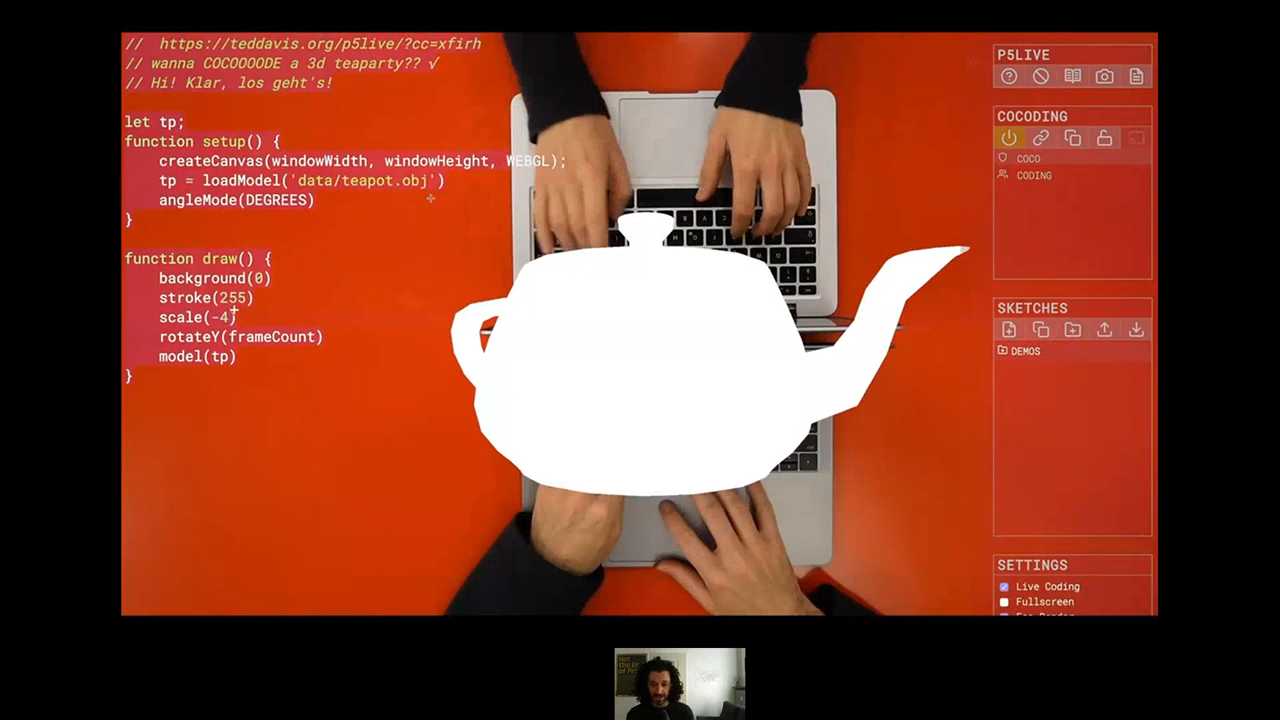 //  https://teddavis.org/p5live/?cc=xfirh
// wanna COCOOOODE a 3d teaparty?? √
// Hi! Klar, los geht's!
let tp;
function setup() {
createCanvas(windowWidth, windowHeight, WEBGL);
tp = loadModel('data/teapot.obj')
angleMode(DEGREES)
}
function draw() {
background(0)
stroke(255)
scale(-4)
rotateY(frameCount)
model(tp)
}
P5LIVE
COCODING
COCO
CODING
SKETCHES
DEMOS
SETTINGS
Live Coding
Fullscreen